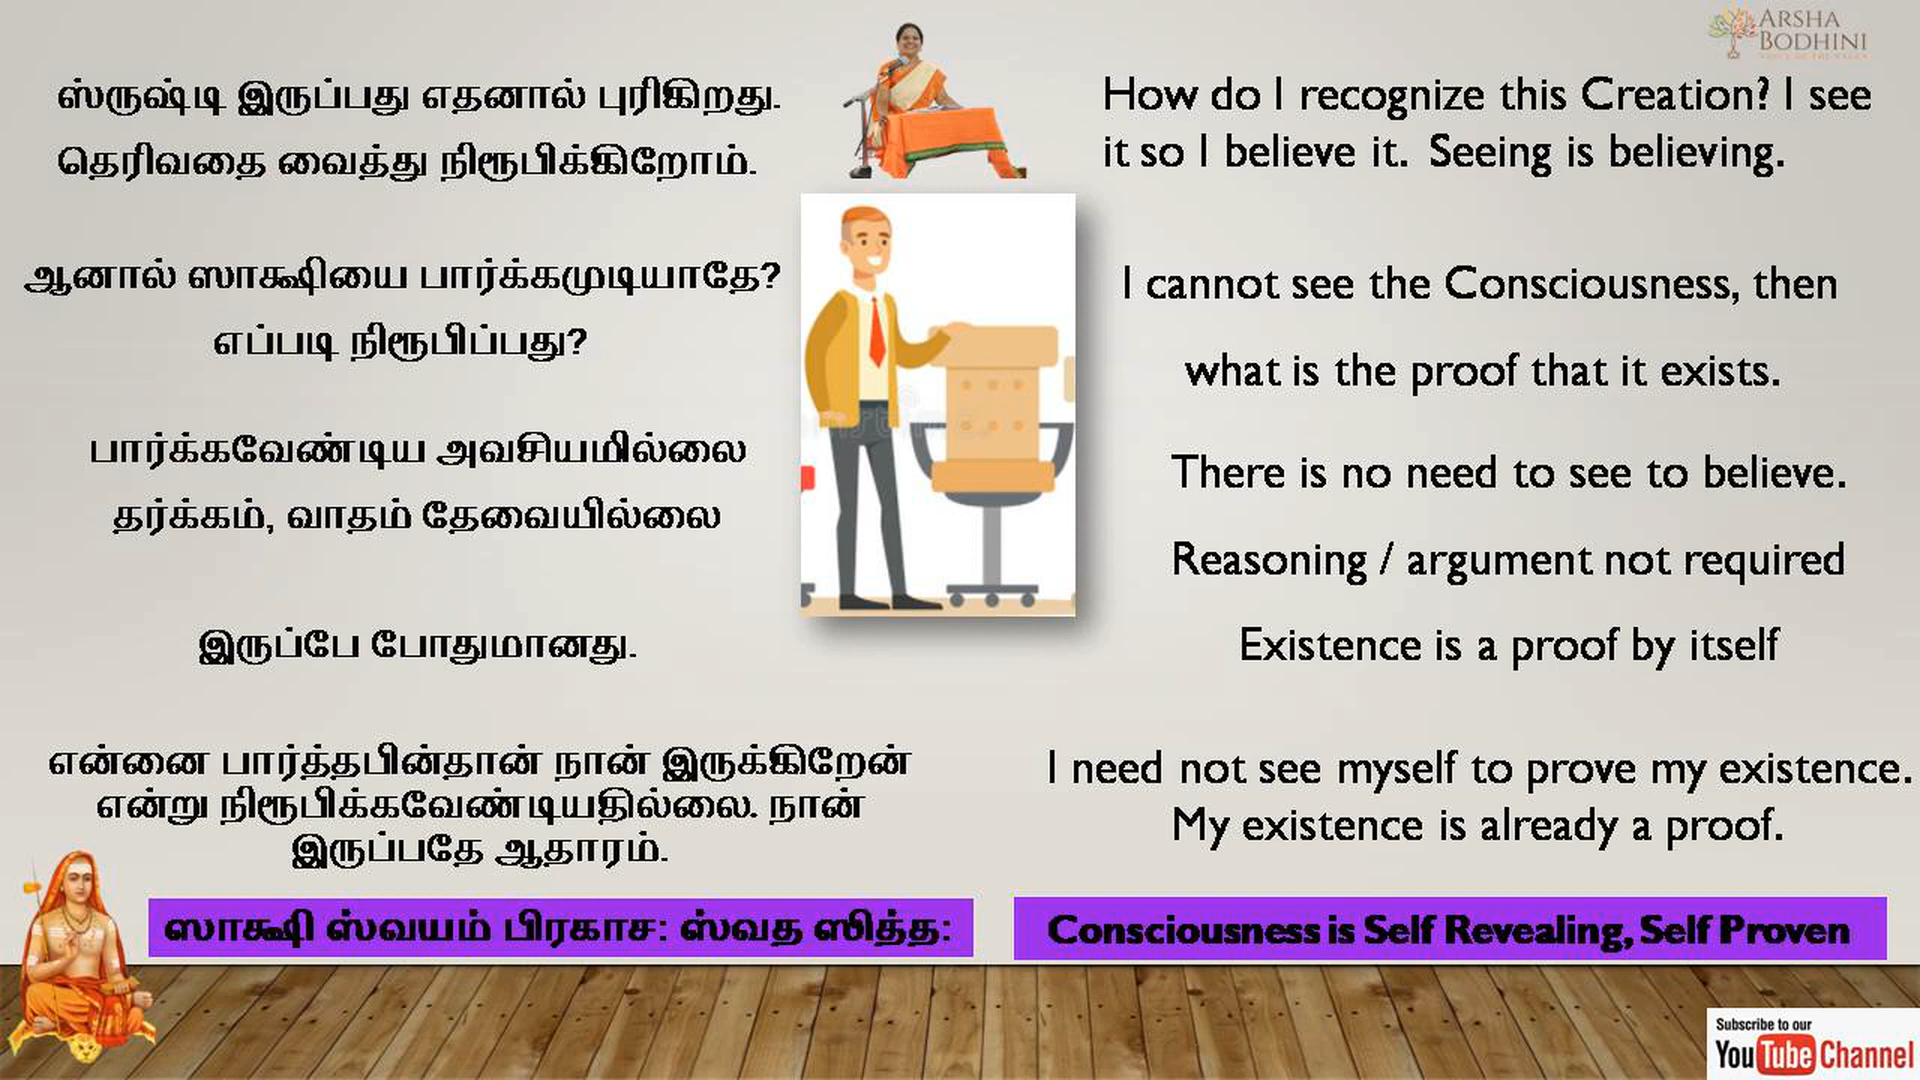 ARSHA
BODHINI
ஸ்ருஷ்டி இருப்பது எதனால் புரிகிறது.
தெரிவதை வைத்து நிரூபிக்கிறோம்.
How do I recognize this Creation? I see
it so I believe it. Seeing is believing.
ஆனால் ஸாக்ஷியை பார்க்கமுடியாதே?
எப்படி நிரூபிப்பது?
I cannot see the Consciousness, then
what is the proof that it exists.
பார்க்கவேண்டிய அவசியமில்லை
தர்க்கம், வாதம் தேவையில்லை
There is no need to see to believe.
Reasoning / argument not required
இருப்பே போதுமானது.
Existence is a proof by itself
என்னை பார்த்தபின்தான் நான் இருக்கிறேன்
என்று நிரூபிக்கவேண்டியதில்லை. நான்
இருப்பதே ஆதாரம்.
I need not see myself to prove my existence.
My existence is already a proof.
ஸாக்ஷி ஸ்வயம் பிரகாச: ஸ்வத ஸித்த:
Consciousness is Self Revealing, Self Proven
Subscribe to our
YouTube Channel